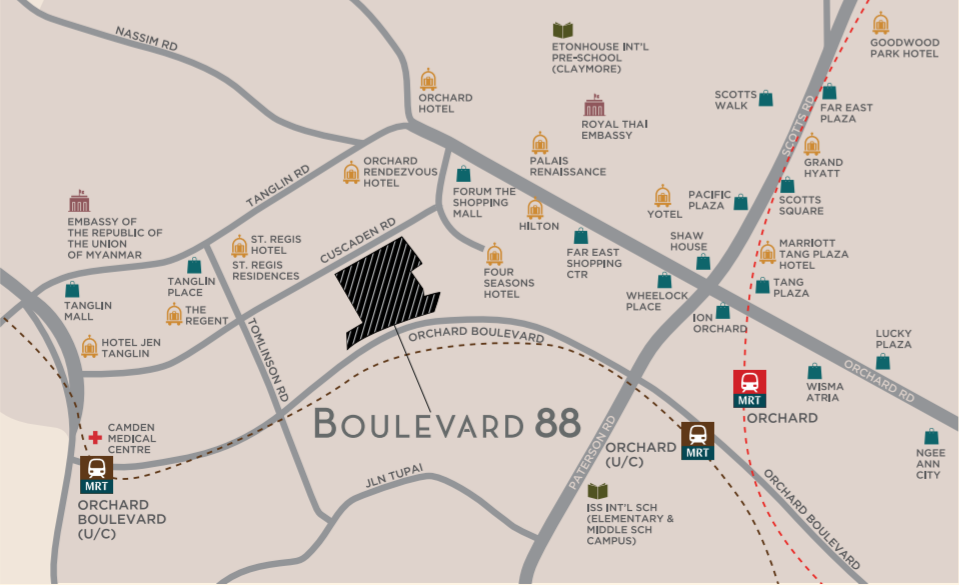 NASSIM RD
ETONHOUSE INT'L
PRE-SCHOOL
(CLAYMORE)
GOODWOOD
PARK HOTEL
ORCHARD
HOTEL
SCOTTS
WALK
SCOTTS RD
FAR EAST
PLAZA
ROYAL THAI
EMBASSY
ORCHARD
RENDEZVOUS
HOTEL
PALAIS
RENAISSANCE
GRAND
HYATT
TANGLIN RD
FORUM THE
SHOPPING
MALL
PACIFIC
PLAZA
SCOTTS
SQUARE
YOTEL
EMBASSY OF
THE REPUBLIC OF
THE UNION
OF MYANMAR
CUSCADEN RD
HILTON
ST. REGIS
HOTEL
ST. REGIS
RESIDENCES
FAR EAST
SHOPPING
CTR
SHAW
HOUSE
MARRIOTT
TANG PLAZA
HOTEL
FOUR
SEASONS
HOTEL
TANGLIN
PLACE
TANGLIN
MALL
THE
REGENT
WHEELOCK
PLACE
TANG
PLAZA
ION
ORCHARD
HOTEL JEN
TANGLIN
TOMLINSON RD
ORCHARD BOULEVARD
LUCKY
PLAZA
ORCHARD RD
WISMA
ATRIA
MRT
ORCHARD
BOULEVARD 88
CAMDEN
MEDICAL
CENTRE
PATERSON RD
ORCHARD
(U/C)
MRT
NGEE
ANN
CITY
MRT
ORCHARD
BOULEVARD
(U/C)
JLN TUPAI
ORCHARD BOULEVARD
ISS INT'L SCH
(ELEMENTARY &
MIDDLE SCH
CAMPUS)